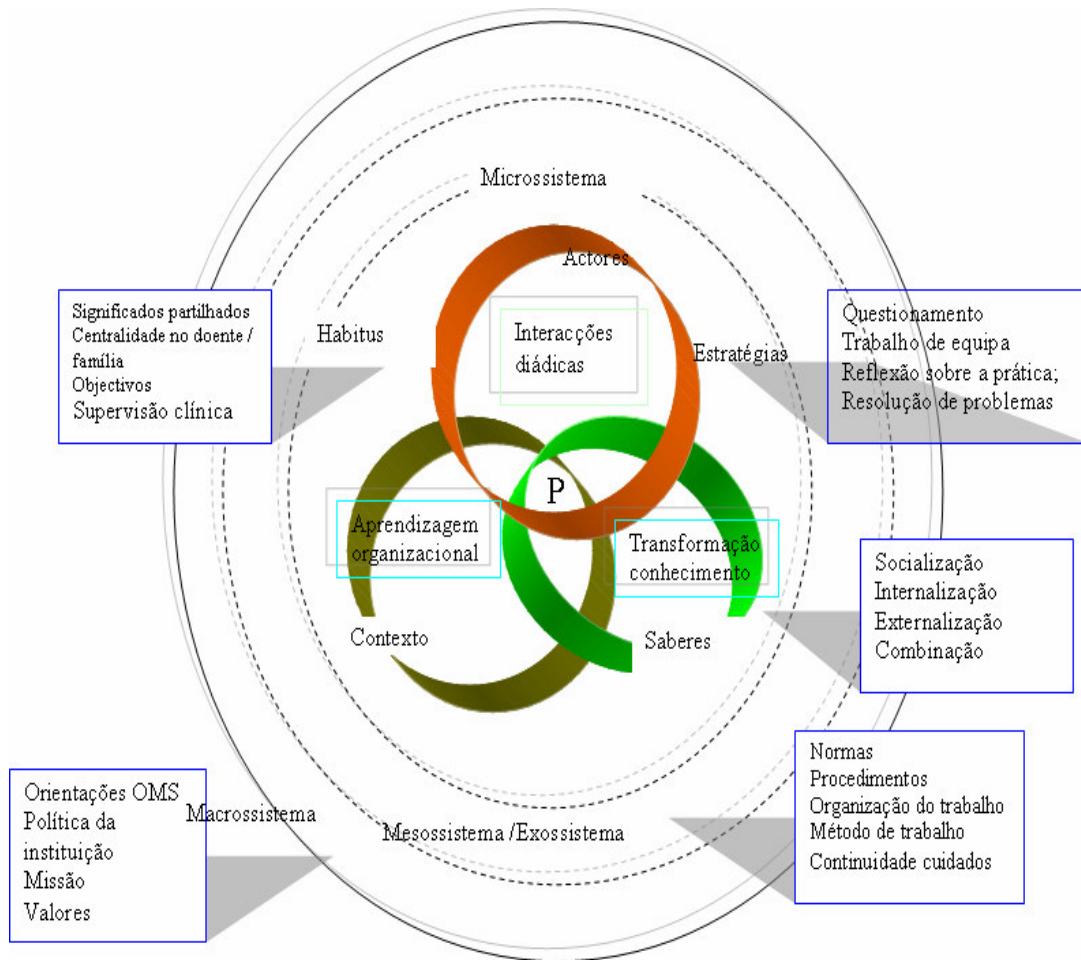 Microssistema
Actores
Significados partilhados
Centralidade no doente /
família
Objectivos
Supervisão clínica
Habitus
Interacções
diádicas
Estratégias
Questionamento
Trabalho de equipa
Reflexão sobre a prática;
Resolução de problemas
P
Aprendizagem
organizacional
Transformação
conhecimento
Contexto
Saberes
Socialização
Internalização
Externalização
Combinação
Normas
Procedimentos
Organização do trabalho
Método de trabalho
Continuidade cuidados
Orientações OMS
Política da
instituição
Missão
Valores
Macrossistema
Mesossistema /Exossistema